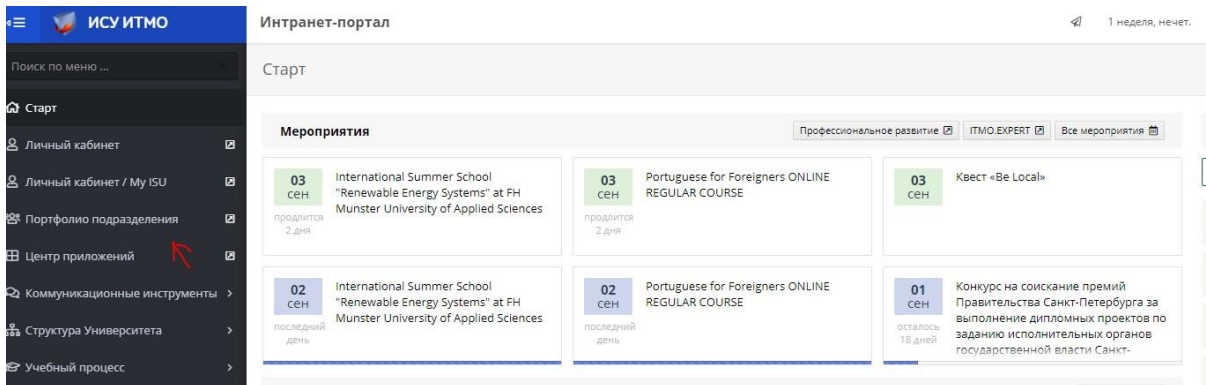 ИСУ ИТМО
Интранет-портал
1 неделя, нечет.
Поиск по меню ...
Старт
Старт
Личный кабинет
Личный кабинет / My ISU
Портфолио подразделения
Центр приложений
Коммуникационные инструменты
Структура Университета
Учебный процесс
Мероприятия
Профессиональное развитие
ITMO.EXPERT
Все мероприятия
03
сен
продлится
2 дня
International Summer School
"Renewable Energy Systems" at FH
Munster University of Applied Sciences
03
сен
продлится
2 дня
Portuguese for Foreigners ONLINE
REGULAR COURSE
03
сен
Квест «Be Local»
02
сен
последний
день
International Summer School
"Renewable Energy Systems" at FH
Munster University of Applied Sciences
02
сен
последний
день
Portuguese for Foreigners ONLINE
REGULAR COURSE
01
сен
осталось
18 дней
Конкурс на соискание премий
Правительства Санкт-Петербурга за
выполнение дипломных проектов по
заданию исполнительных органов
государственной власти Санкт-